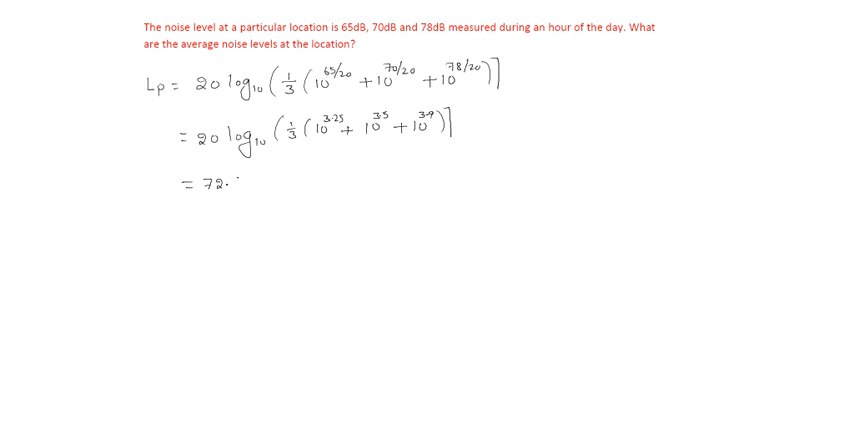 The noise level at a particular location is 65dB, 70dB and 78dB measured during an hour of the day. What
are the average noise levels at the location?
Lp = 20 log₁₀ (1/3 (10^65/20 + 10^70/20 + 10^78/20)]
= 20 log₁₀ (1/3 (10^3.25 + 10^3.5 + 10^3.9)]
= 72.